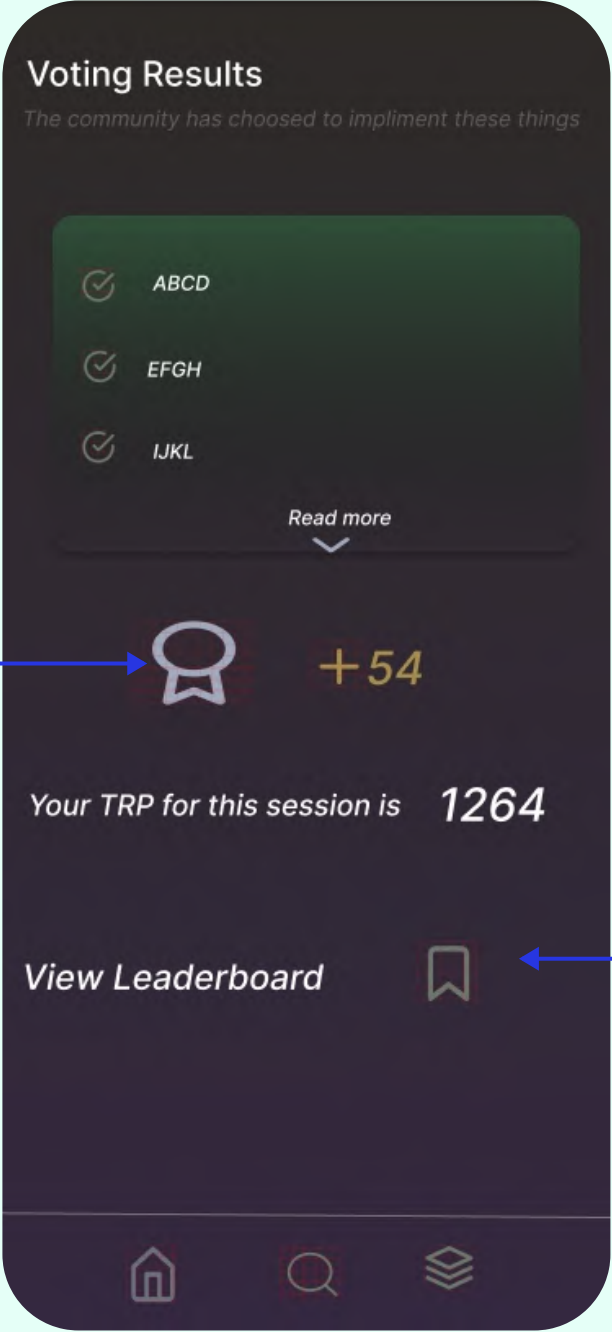 Voting Results
The community has choosed to impliment these things
ABCD
EFGH
IJKL
Read more
+54
Your TRP for this session is 1264
View Leaderboard